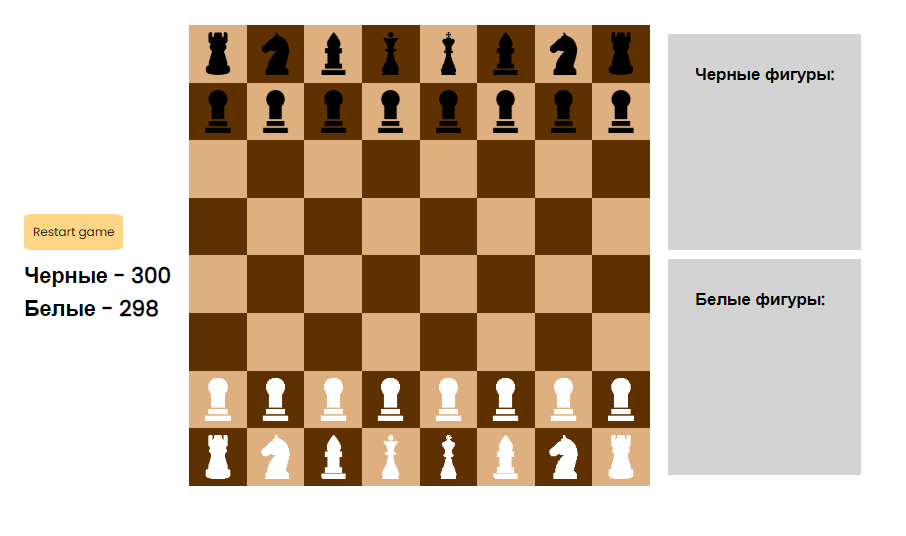 Restart game
Черные - 300
Белые - 298
Черные фигуры:
Белые фигуры: